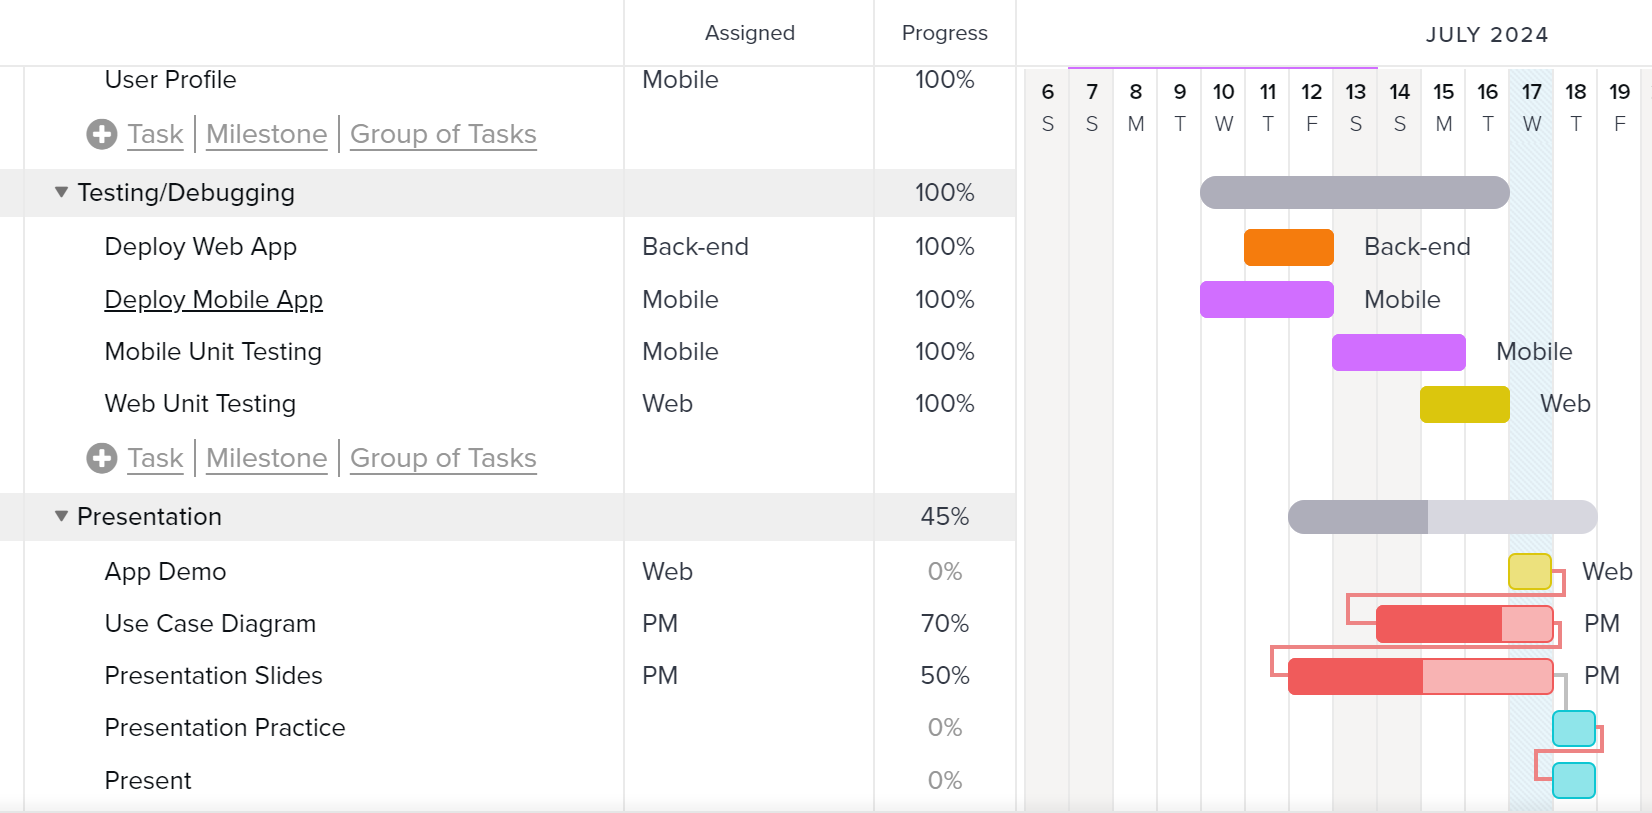 Assigned Progress JULY 2024
User Profile Mobile 100%
6 7 8 9 10 11 12 13 14 15 16 17 18 19
S S M T W T F S S M T W T F
Task Milestone Group of Tasks
Testing/Debugging 100%
Deploy Web App Back-end 100% Back-end
Deploy Mobile App Mobile 100% Mobile
Mobile Unit Testing Mobile 100% Mobile
Web Unit Testing Web 100% Web
Task Milestone Group of Tasks
Presentation 45%
App Demo Web 0% Web
Use Case Diagram PM 70% PM
Presentation Slides PM 50% PM
Presentation Practice 0%
Present 0%